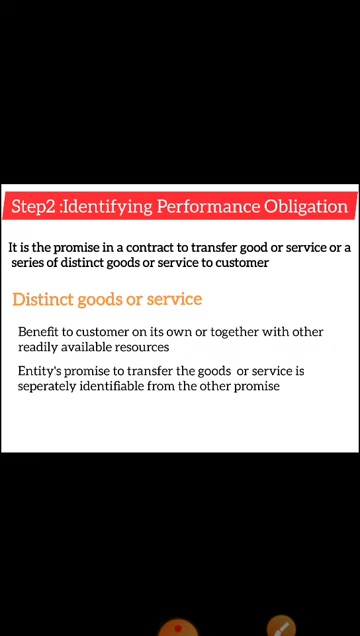 Step2 :Identifying Performance Obligation
It is the promise in a contract to transfer good or service or a
series of distinct goods or service to customer
Distinct goods or service
Benefit to customer on its own or together with other
readily available resources
Entity's promise to transfer the goods or service is
seperately identifiable from the other promise